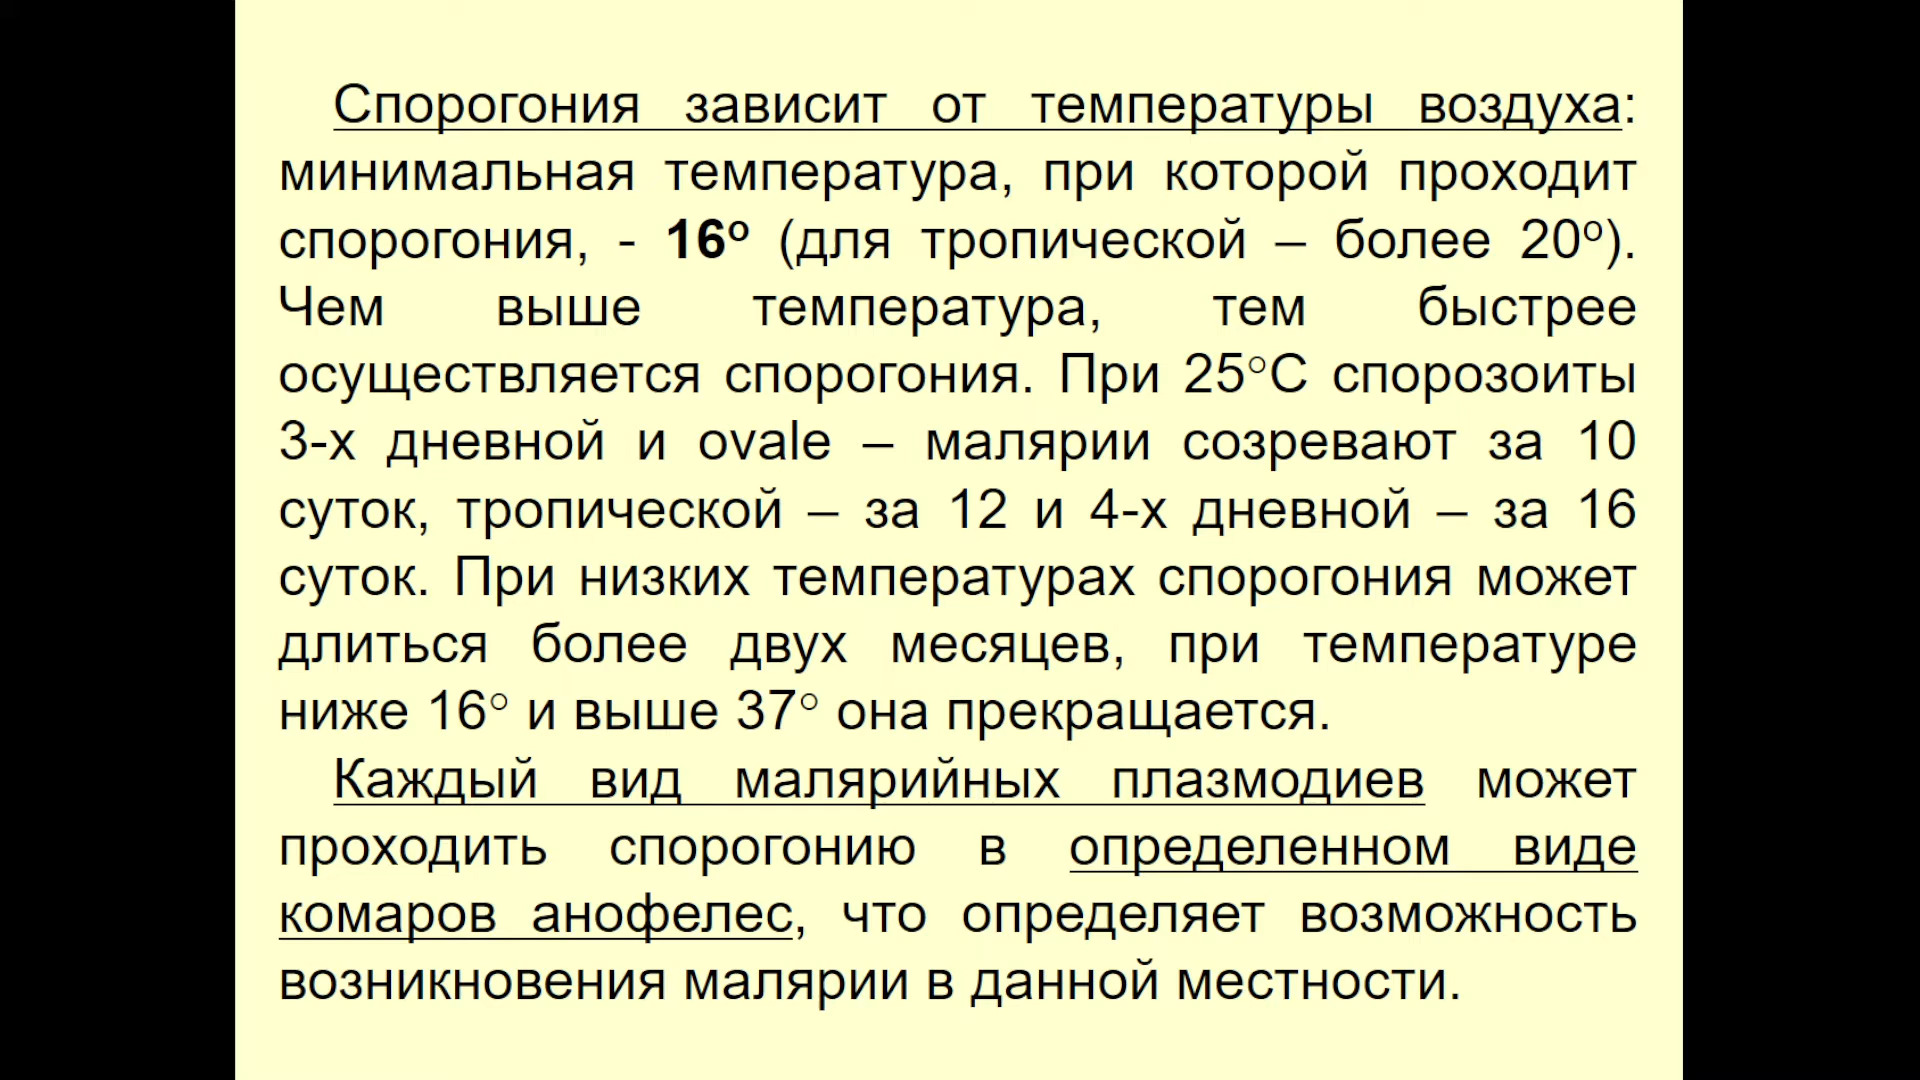 Спорогония зависит от температуры воздуха:
минимальная температура, при которой проходит
спорогония, - 16º (для тропической – более 20º).
Чем выше температура, тем быстрее
осуществляется спорогония. При 25°С спорозоиты
3-х дневной и ovale – малярии созревают за 10
суток, тропической – за 12 и 4-х дневной – за 16
суток. При низких температурах спорогония может
длиться более двух месяцев, при температуре
ниже 16° и выше 37° она прекращается.
Каждый вид малярийных плазмодиев может
проходить спорогонию в определенном виде
комаров анофелес, что определяет возможность
возникновения малярии в данной местности.